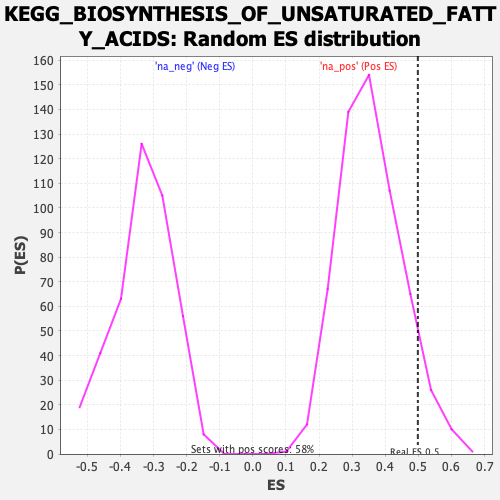 KEGG_BIOSYNTHESIS_OF_UNSATURATED_FATT
Y_ACIDS: Random ES distribution
'na_neg' (Neg ES) 'na_pos' (Pos ES)
160
150
140
130
120
110
100
90
80
70
60
50
40
30
20
10
0
P(ES)
Sets with pos scores: 58% Real ES 0.5
-0.5 -0.4 -0.3 -0.2 -0.1 0.0 0.1 0.2 0.3 0.4 0.5 0.6 0.7
ES